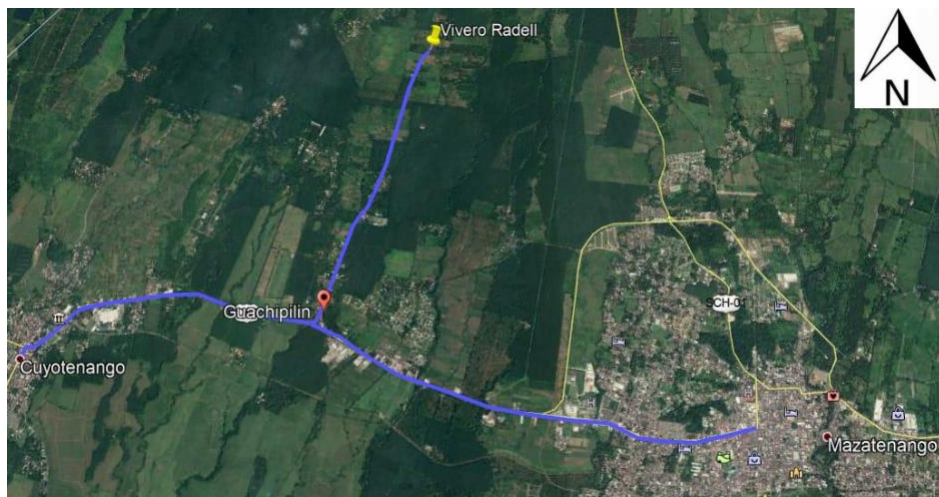 Vivero Radell
N
Guachipilin
SCH-01
Cuyotenango
Mazatenango